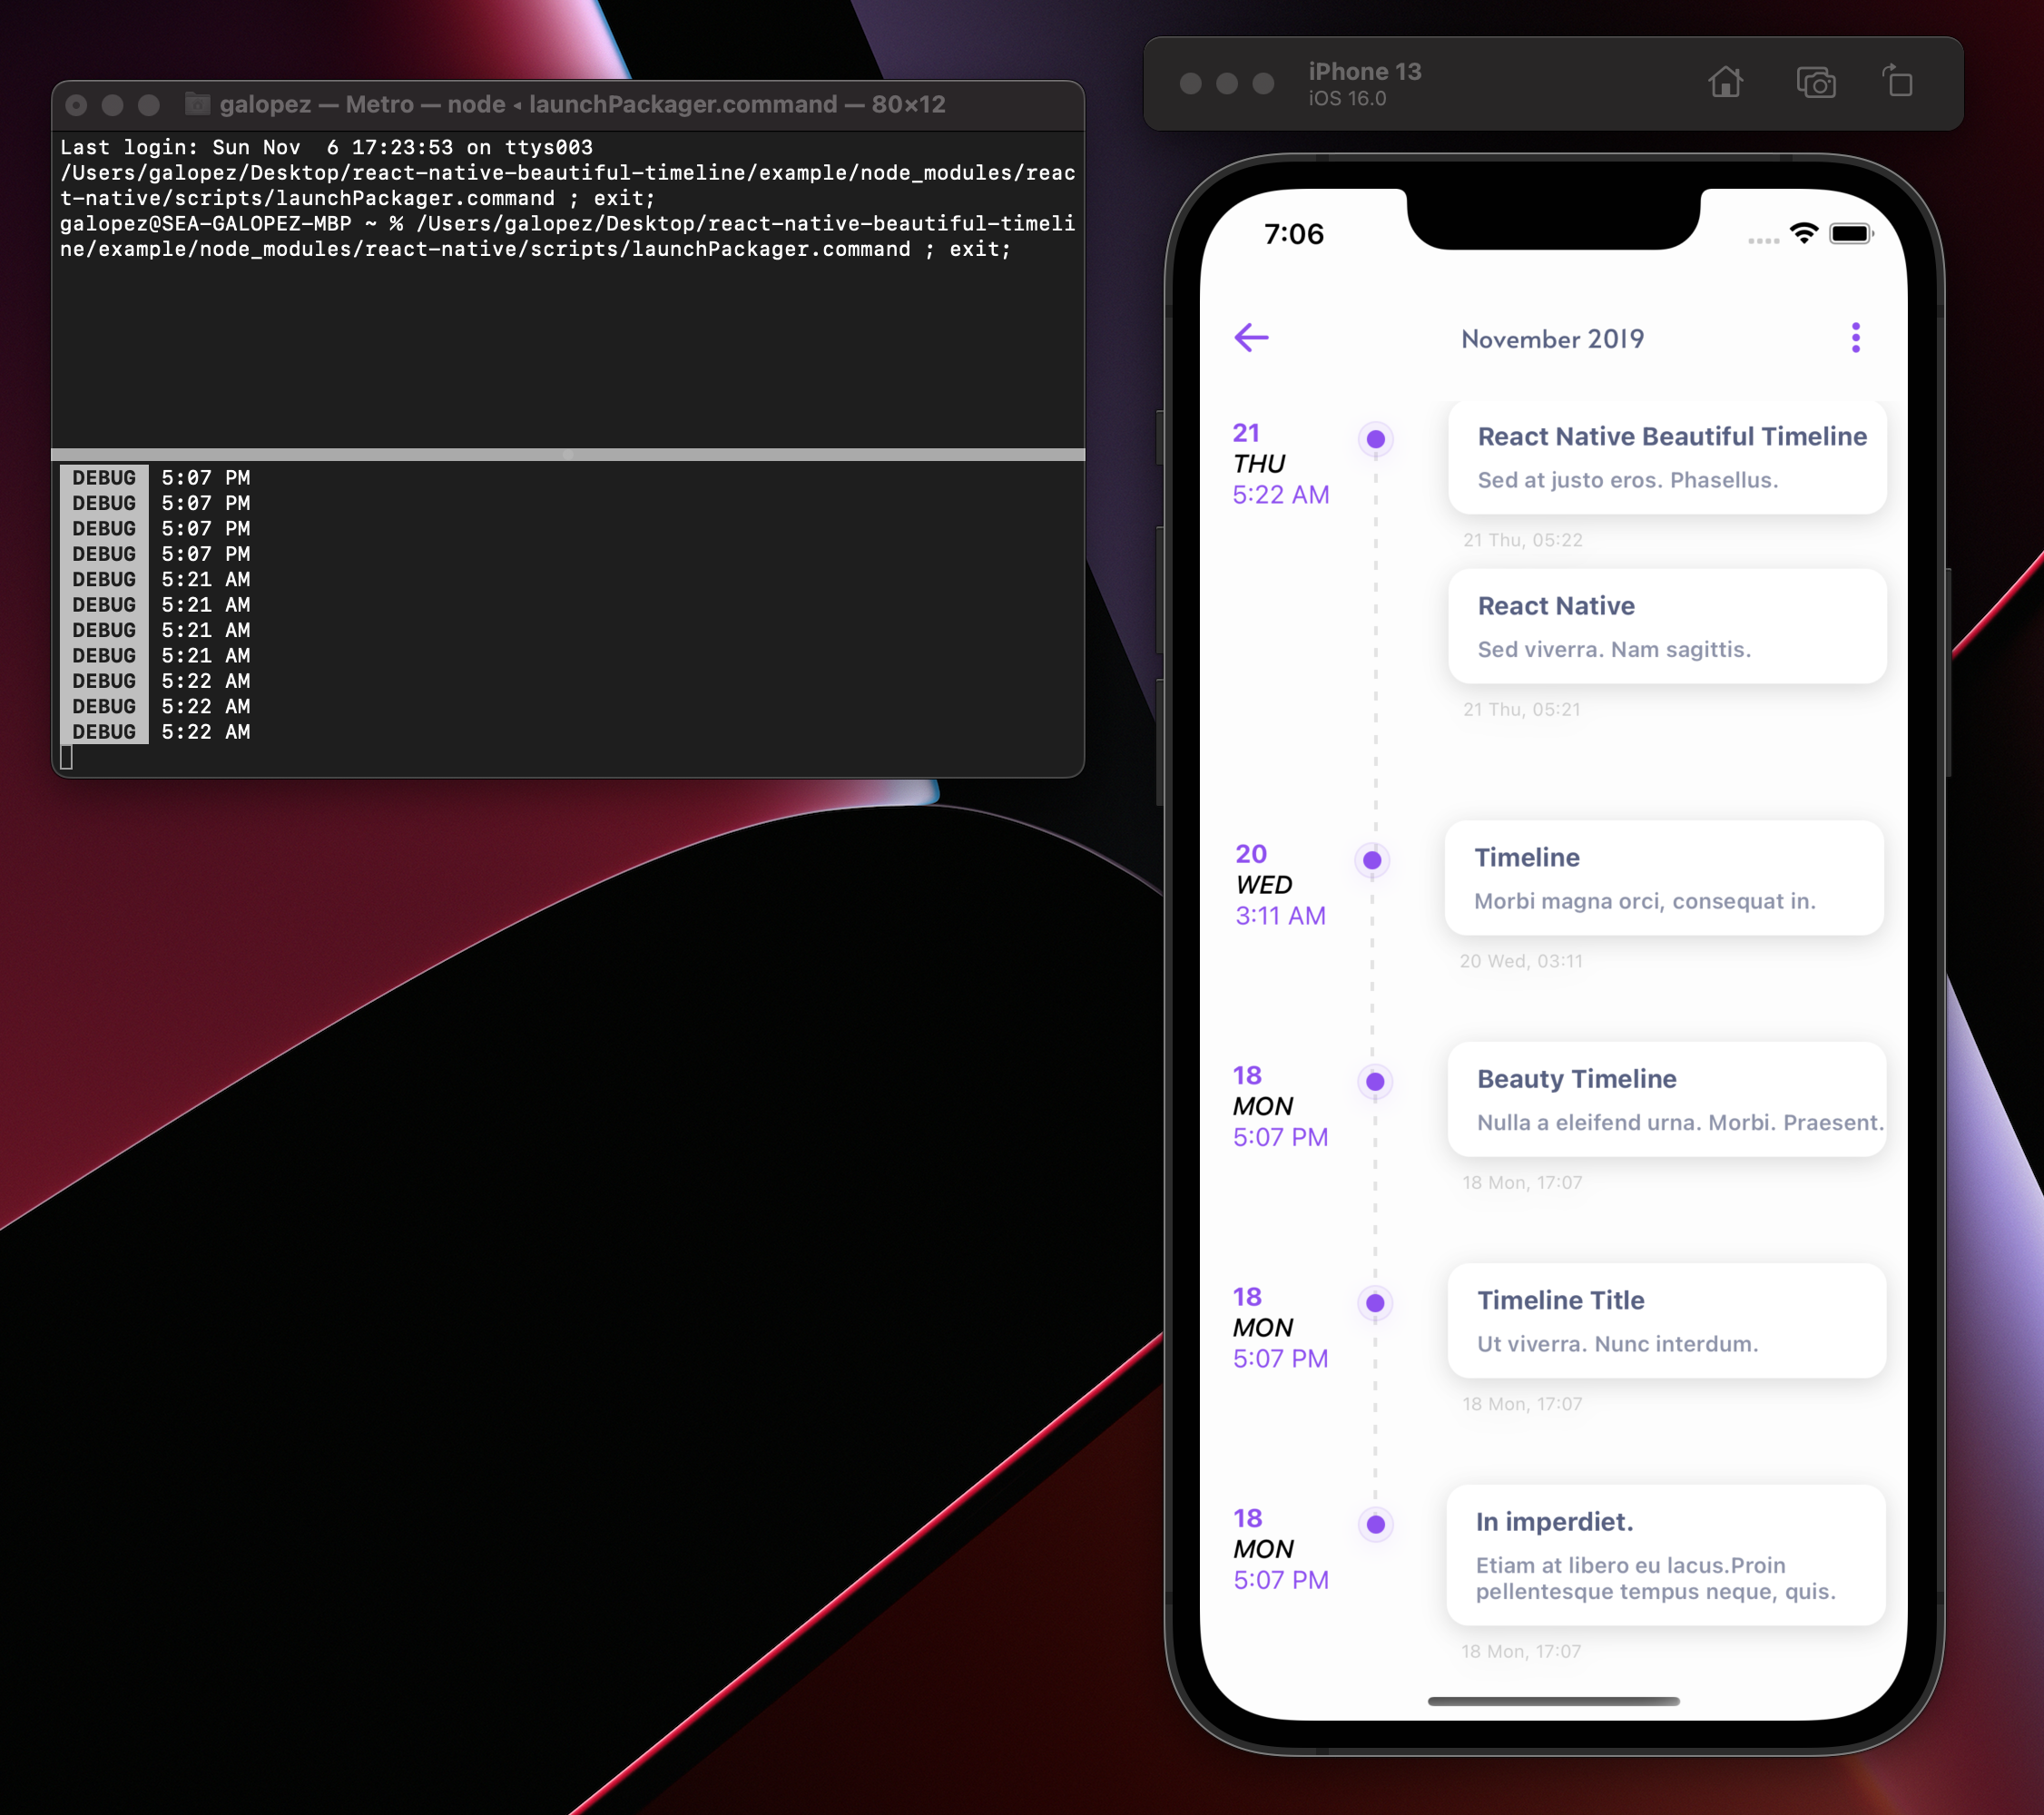 galopez — Metro — node ◂ launchPackager.command — 80×12
Last login: Sun Nov  6 17:23:53 on ttys003
/Users/galopez/Desktop/react-native-beautiful-timeline/example/node_modules/reac
t-native/scripts/launchPackager.command ; exit;
galopez@SEA-GALOPEZ-MBP ~ % /Users/galopez/Desktop/react-native-beautiful-timeli
ne/example/node_modules/react-native/scripts/launchPackager.command ; exit;
DEBUG 5:07 PM
DEBUG 5:07 PM
DEBUG 5:07 PM
DEBUG 5:07 PM
DEBUG 5:21 AM
DEBUG 5:21 AM
DEBUG 5:21 AM
DEBUG 5:21 AM
DEBUG 5:22 AM
DEBUG 5:22 AM
DEBUG 5:22 AM
iPhone 13
iOS 16.0
7:06
November 2019
21
THU
5:22 AM
React Native Beautiful Timeline
Sed at justo eros. Phasellus.
21 Thu, 05:22
React Native
Sed viverra. Nam sagittis.
21 Thu, 05:21
20
WED
3:11 AM
Timeline
Morbi magna orci, consequat in.
20 Wed, 03:11
18
MON
5:07 PM
Beauty Timeline
Nulla a eleifend urna. Morbi. Praesent.
18 Mon, 17:07
18
MON
5:07 PM
Timeline Title
Ut viverra. Nunc interdum.
18 Mon, 17:07
18
MON
5:07 PM
In imperdiet.
Etiam at libero eu lacus.Proin
pellentesque tempus neque, quis.
18 Mon, 17:07